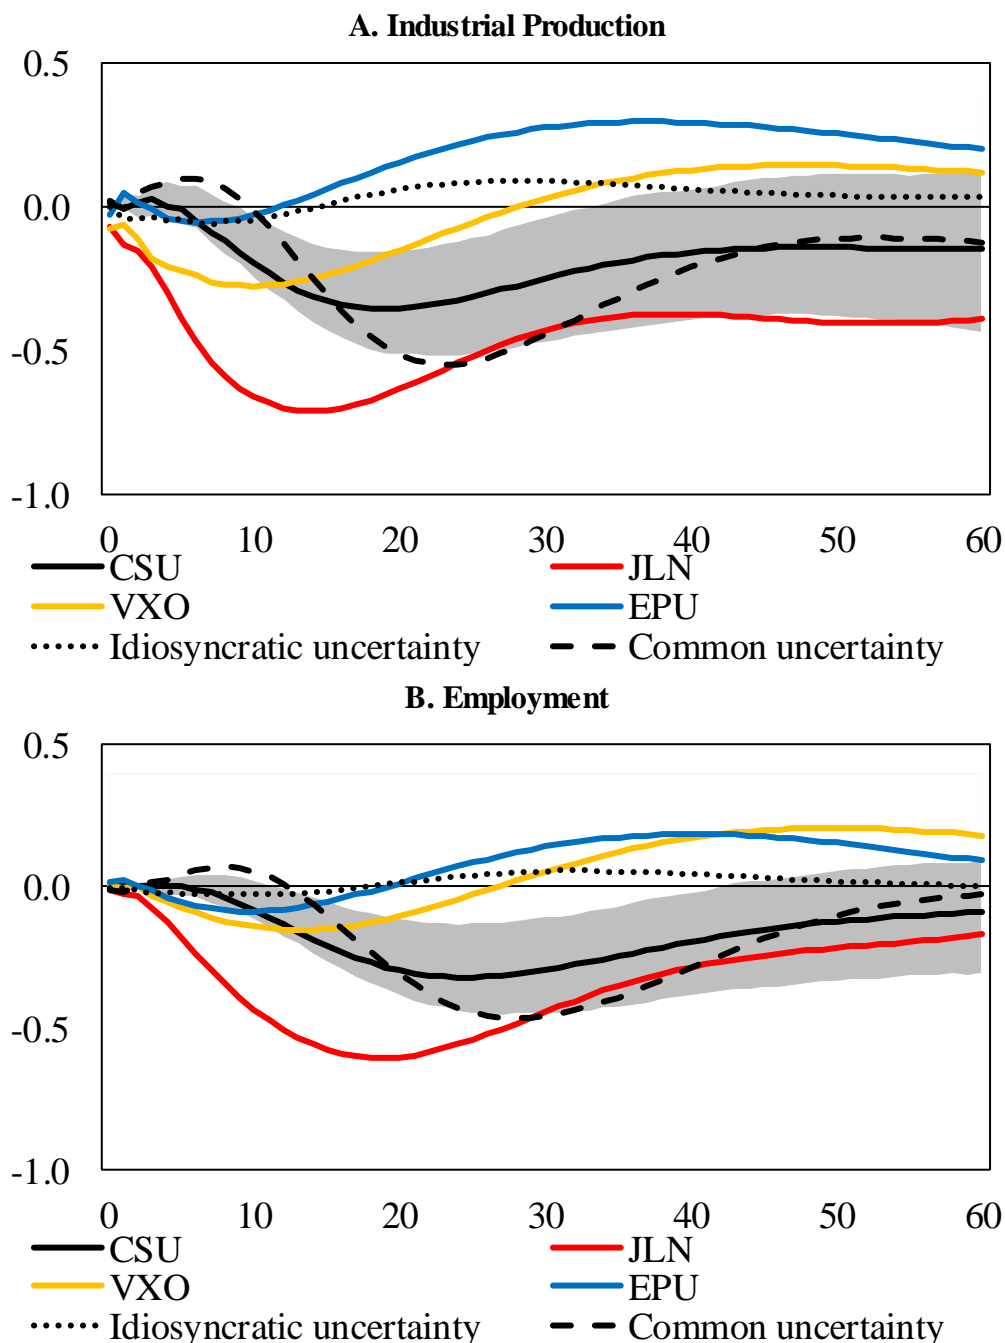 A. Industrial Production
0.5
0.0
-0.5
-1.0
0 10 20 30 40 50 60
CSU JLN
VXO EPU
Idiosyncratic uncertainty Common uncertainty
B. Employment
0.5
0.0
-0.5
-1.0
0 10 20 30 40 50 60
CSU JLN
VXO EPU
Idiosyncratic uncertainty Common uncertainty